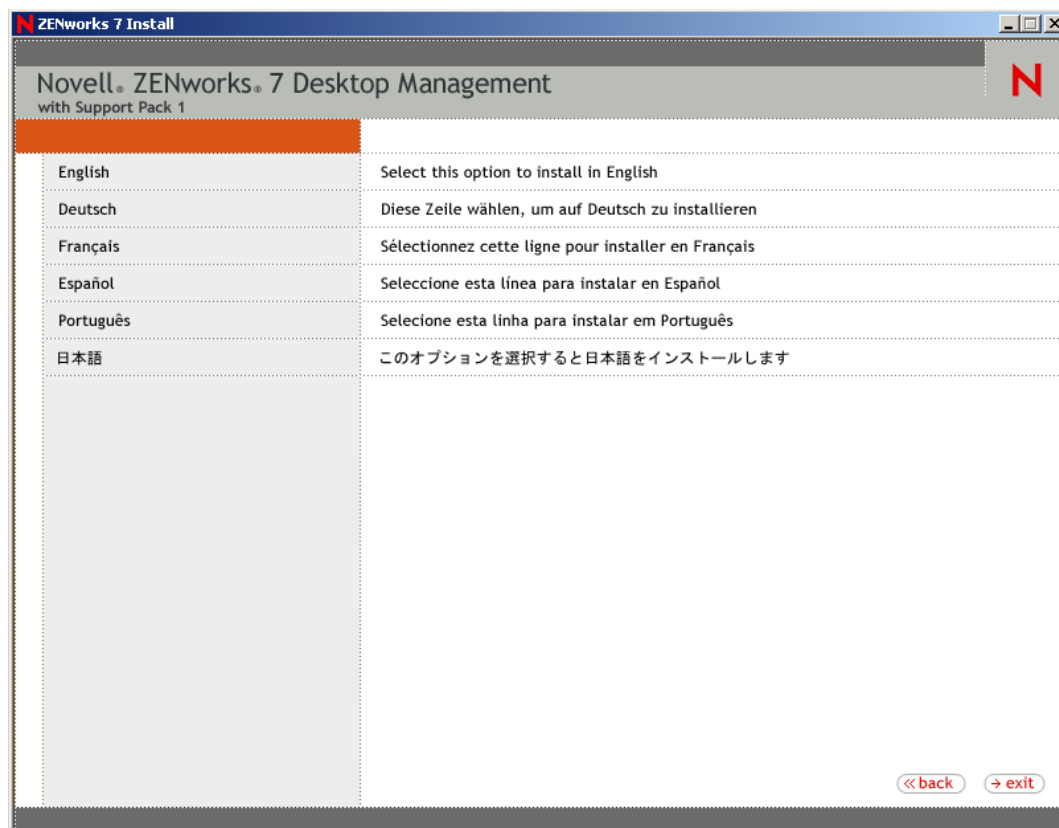 ZENworks 7 Install
Novell® ZENworks® 7 Desktop Management
with Support Pack 1
N
English Select this option to install in English
Deutsch Diese Zeile wählen, um auf Deutsch zu installieren
Français Sélectionnez cette ligne pour installer en Français
Español Seleccione esta línea para instalar en Español
Português Selecione esta linha para instalar em Português
日本語 このオプションを選択すると日本語をインストールします
back exit